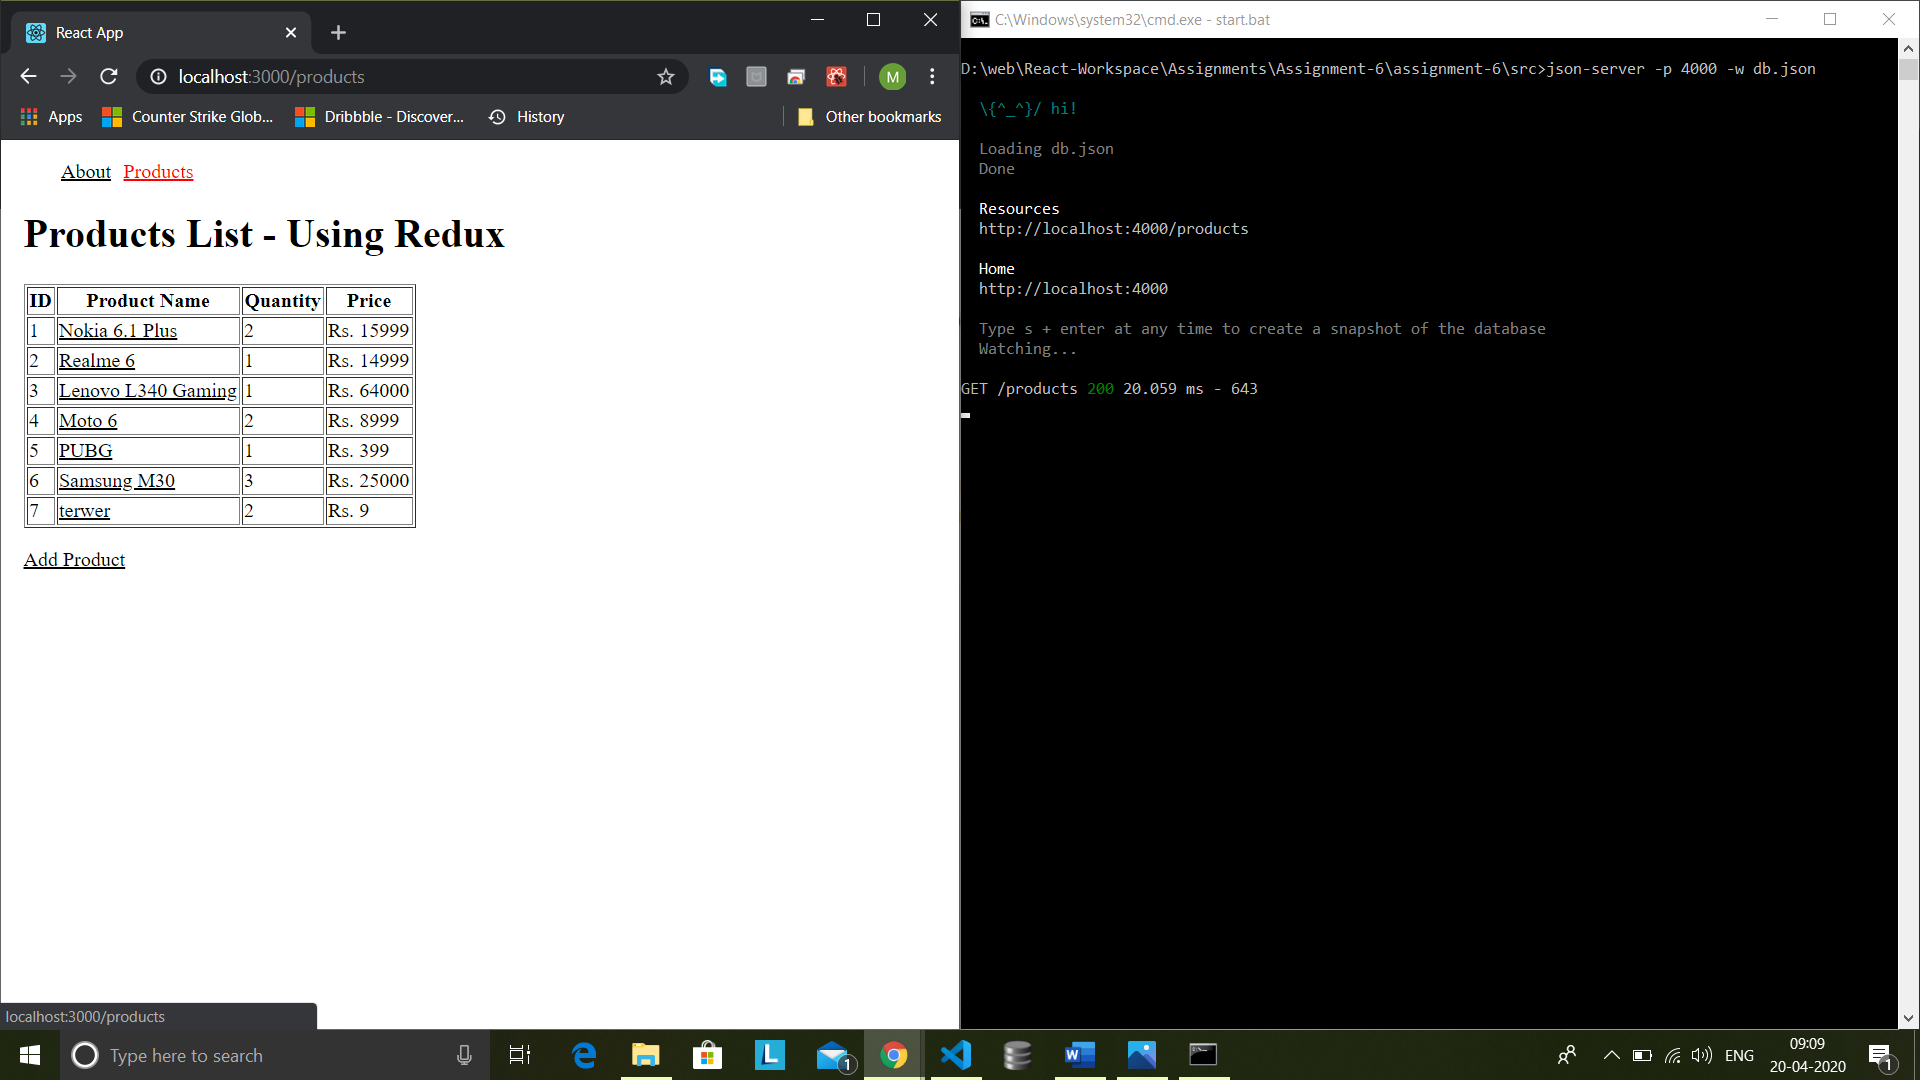 React App
localhost:3000/products
M
Apps
Counter Strike Glob...
Dribbble - Discover...
History
Other bookmarks
About Products
Products List - Using Redux
ID Product Name Quantity Price
1 Nokia 6.1 Plus 2 Rs. 15999
2 Realme 6 1 Rs. 14999
3 Lenovo L340 Gaming 1 Rs. 64000
4 Moto 6 2 Rs. 8999
5 PUBG 1 Rs. 399
6 Samsung M30 3 Rs. 25000
7 terwer 2 Rs. 9
Add Product
localhost:3000/products
C:\Windows\system32\cmd.exe - start.bat
D:\web\React-Workspace\Assignments\Assignment-6\assignment-6\src>json-server -p 4000 -w db.json
\{^_^}/ hi!
Loading db.json
Done
Resources
http://localhost:4000/products
Home
http://localhost:4000
Type s + enter at any time to create a snapshot of the database
Watching...
GET /products 200 20.059 ms - 643
Type here to search
L
1
W
ENG
09:09
20-04-2020
1